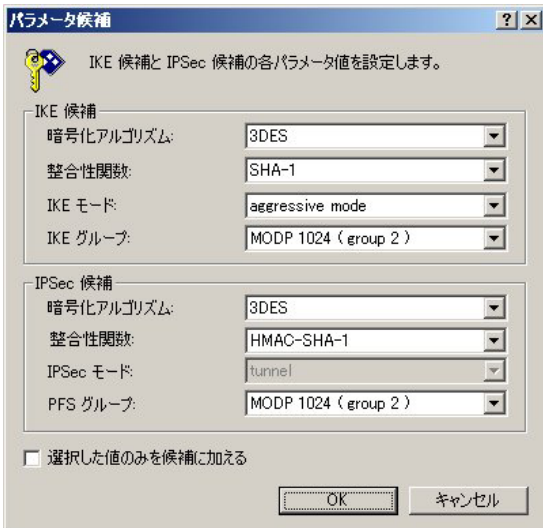 パラメータ候補
IKE 候補と IPSec 候補の各パラメータ値を設定します。
IKE 候補
暗号化アルゴリズム: 3DES
整合性関数: SHA-1
IKE モード: aggressive mode
IKE グループ: MODP 1024 ( group 2 )
IPSec 候補
暗号化アルゴリズム: 3DES
整合性関数: HMAC-SHA-1
IPSec モード: tunnel
PFS グループ: MODP 1024 ( group 2 )
選択した値のみを候補に加える
OK キャンセル